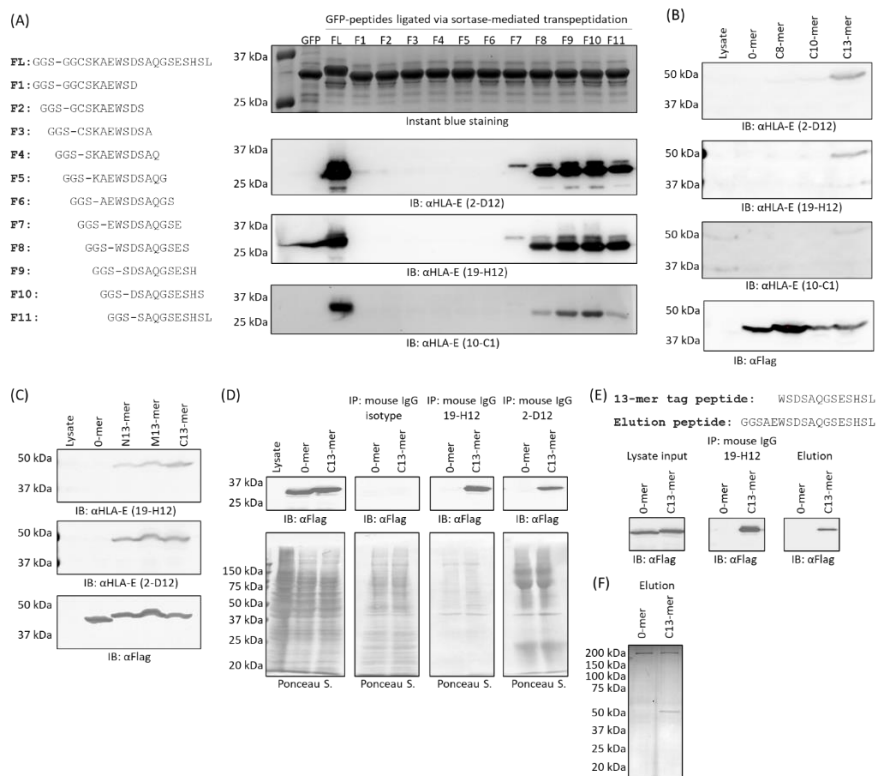 (A)
GFP-peptides ligated via sortase-mediated transpeptidation
GFP FL F1 F2 F3 F4 F5 F6 F7 F8 F9 F10 F11
FL: GGS-GGCSKAEWSDSAQGSESHSL
F1: GGS-GGCSKAEWSD
F2: GGS-GCSKAEWSDS
F3: GGS-CSKAEWSDSA
F4: GGS-SKAEWSDSAQ
F5: GGS-KAEWSDSAQG
F6: GGS-AEWSDSAQGS
F7: GGS-EWSDSAQGSE
F8: GGS-WSDSAQGSES
F9: GGS-SDSAQGSESH
F10: GGS-DSAQGSESHS
F11: GGS-SAQGSESHSL
37 kDa
25 kDa
Instant blue staining
37 kDa
25 kDa
IB: αHLA-E (2-D12)
37 kDa
25 kDa
IB: αHLA-E (19-H12)
37 kDa
25 kDa
IB: αHLA-E (10-C1)
(B)
Lysate 0-mer C8-mer C10-mer C13-mer
50 kDa
37 kDa
IB: αHLA-E (2-D12)
50 kDa
37 kDa
IB: αHLA-E (19-H12)
50 kDa
37 kDa
IB: αHLA-E (10-C1)
50 kDa
37 kDa
IB: αFlag
(C)
Lysate 0-mer N13-mer M13-mer C13-mer
50 kDa
37 kDa
IB: αHLA-E (19-H12)
50 kDa
37 kDa
IB: αHLA-E (2-D12)
50 kDa
37 kDa
IB: αFlag
(D)
IP: mouse IgG isotype
IP: mouse IgG 19-H12
IP: mouse IgG 2-D12
Lysate 0-mer C13-mer 0-mer C13-mer 0-mer C13-mer 0-mer C13-mer
37 kDa
25 kDa
IB: αFlag IB: αFlag IB: αFlag IB: αFlag
150 kDa
75 kDa
50 kDa
37 kDa
25 kDa
20 kDa
Ponceau S. Ponceau S. Ponceau S. Ponceau S.
(E)
13-mer tag peptide: WSDSAQGSESHSL
Elution peptide: GGSAEWSDSAQGSESHSL
Lysate input
IP: mouse IgG 19-H12
Elution
0-mer C13-mer 0-mer C13-mer 0-mer C13-mer
IB: αFlag IB: αFlag IB: αFlag
(F)
Elution
0-mer C13-mer
200 kDa
150 kDa
100 kDa
75 kDa
50 kDa
37 kDa
25 kDa
20 kDa